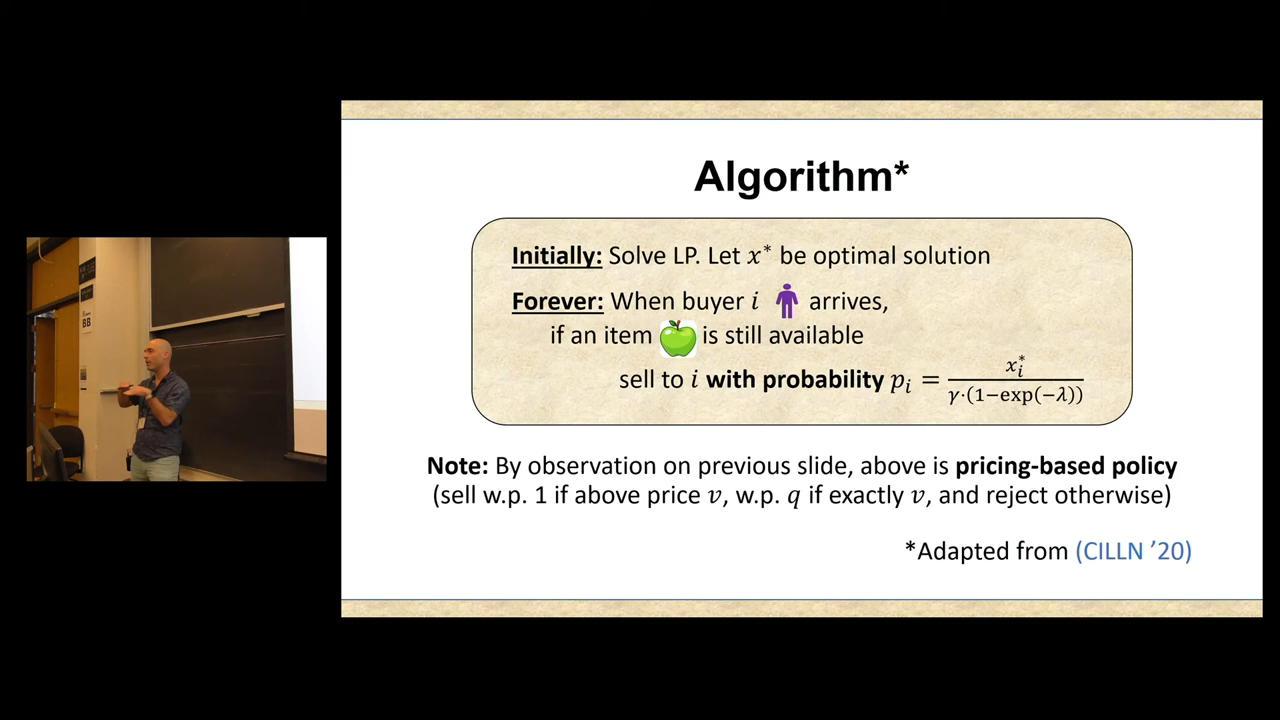 Algorithm*
Initially: Solve LP. Let x* be optimal solution
Forever: When buyer i arrives,
if an item is still available
sell to i with probability p_i = x_i^* / γ·(1−exp(−λ))
Note: By observation on previous slide, above is pricing-based policy
(sell w.p. 1 if above price v, w.p. q if exactly v, and reject otherwise)
*Adapted from (CILLN ’20)
BB